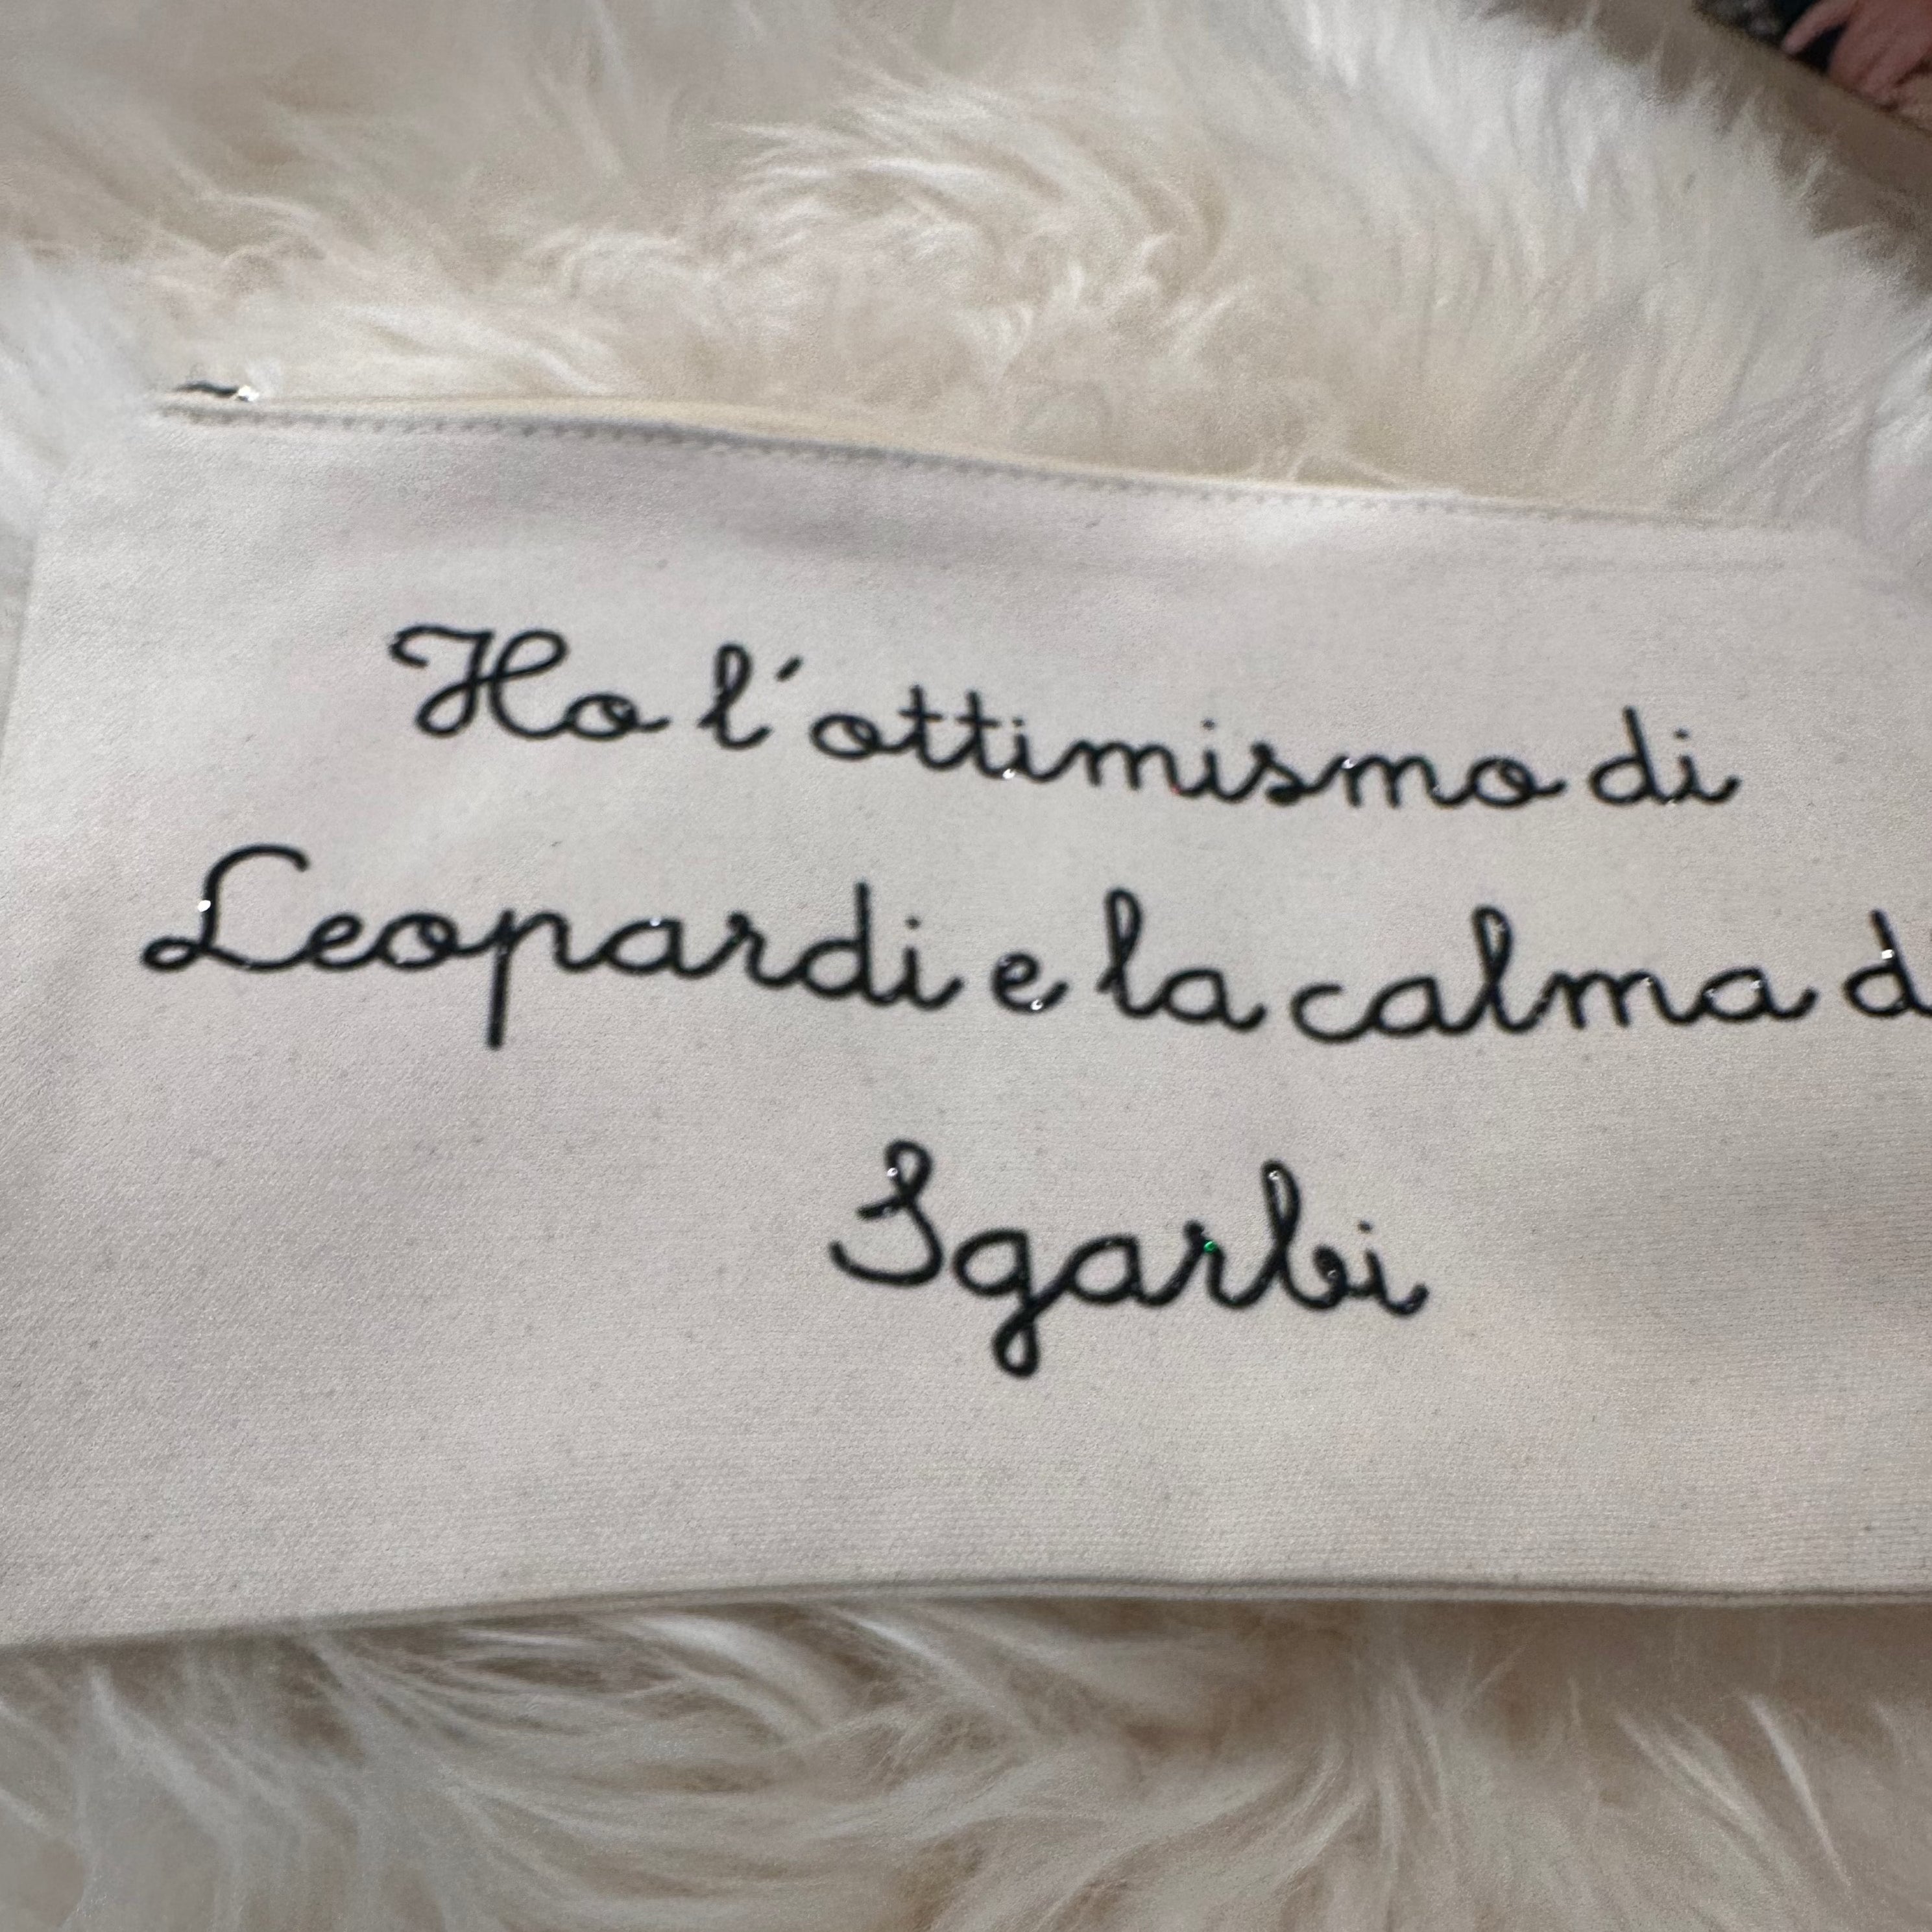 Ho l'ottimismo di
Leopardi e la calma d
Sgarbi